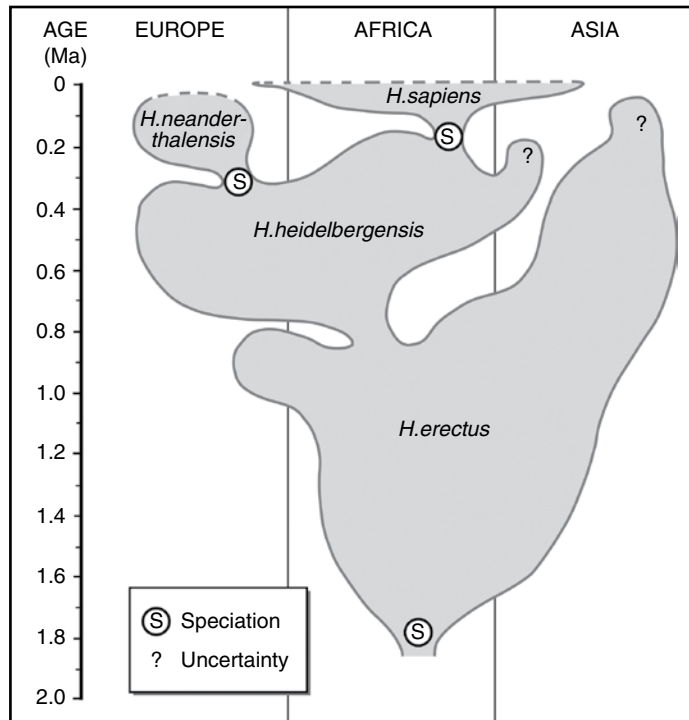 AGE
(Ma)
EUROPE
AFRICA
ASIA
0
0.2
0.4
0.6
0.8
1.0
1.2
1.4
1.6
1.8
2.0
H.neander-
thalensis
H.sapiens
S
?
?
S
H.heidelbergensis
H.erectus
S
S Speciation
? Uncertainty